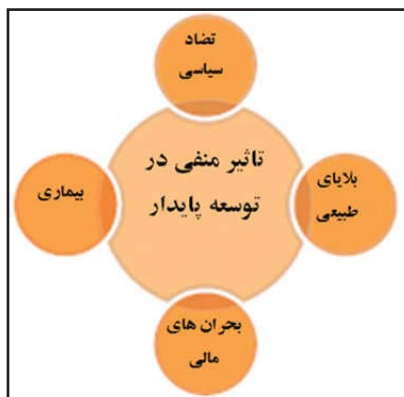 تضاد
سیاسی
تاثیر منفی در
توسعه پایدار
بلایای
طبیعی
بیماری
بحران های
مالی